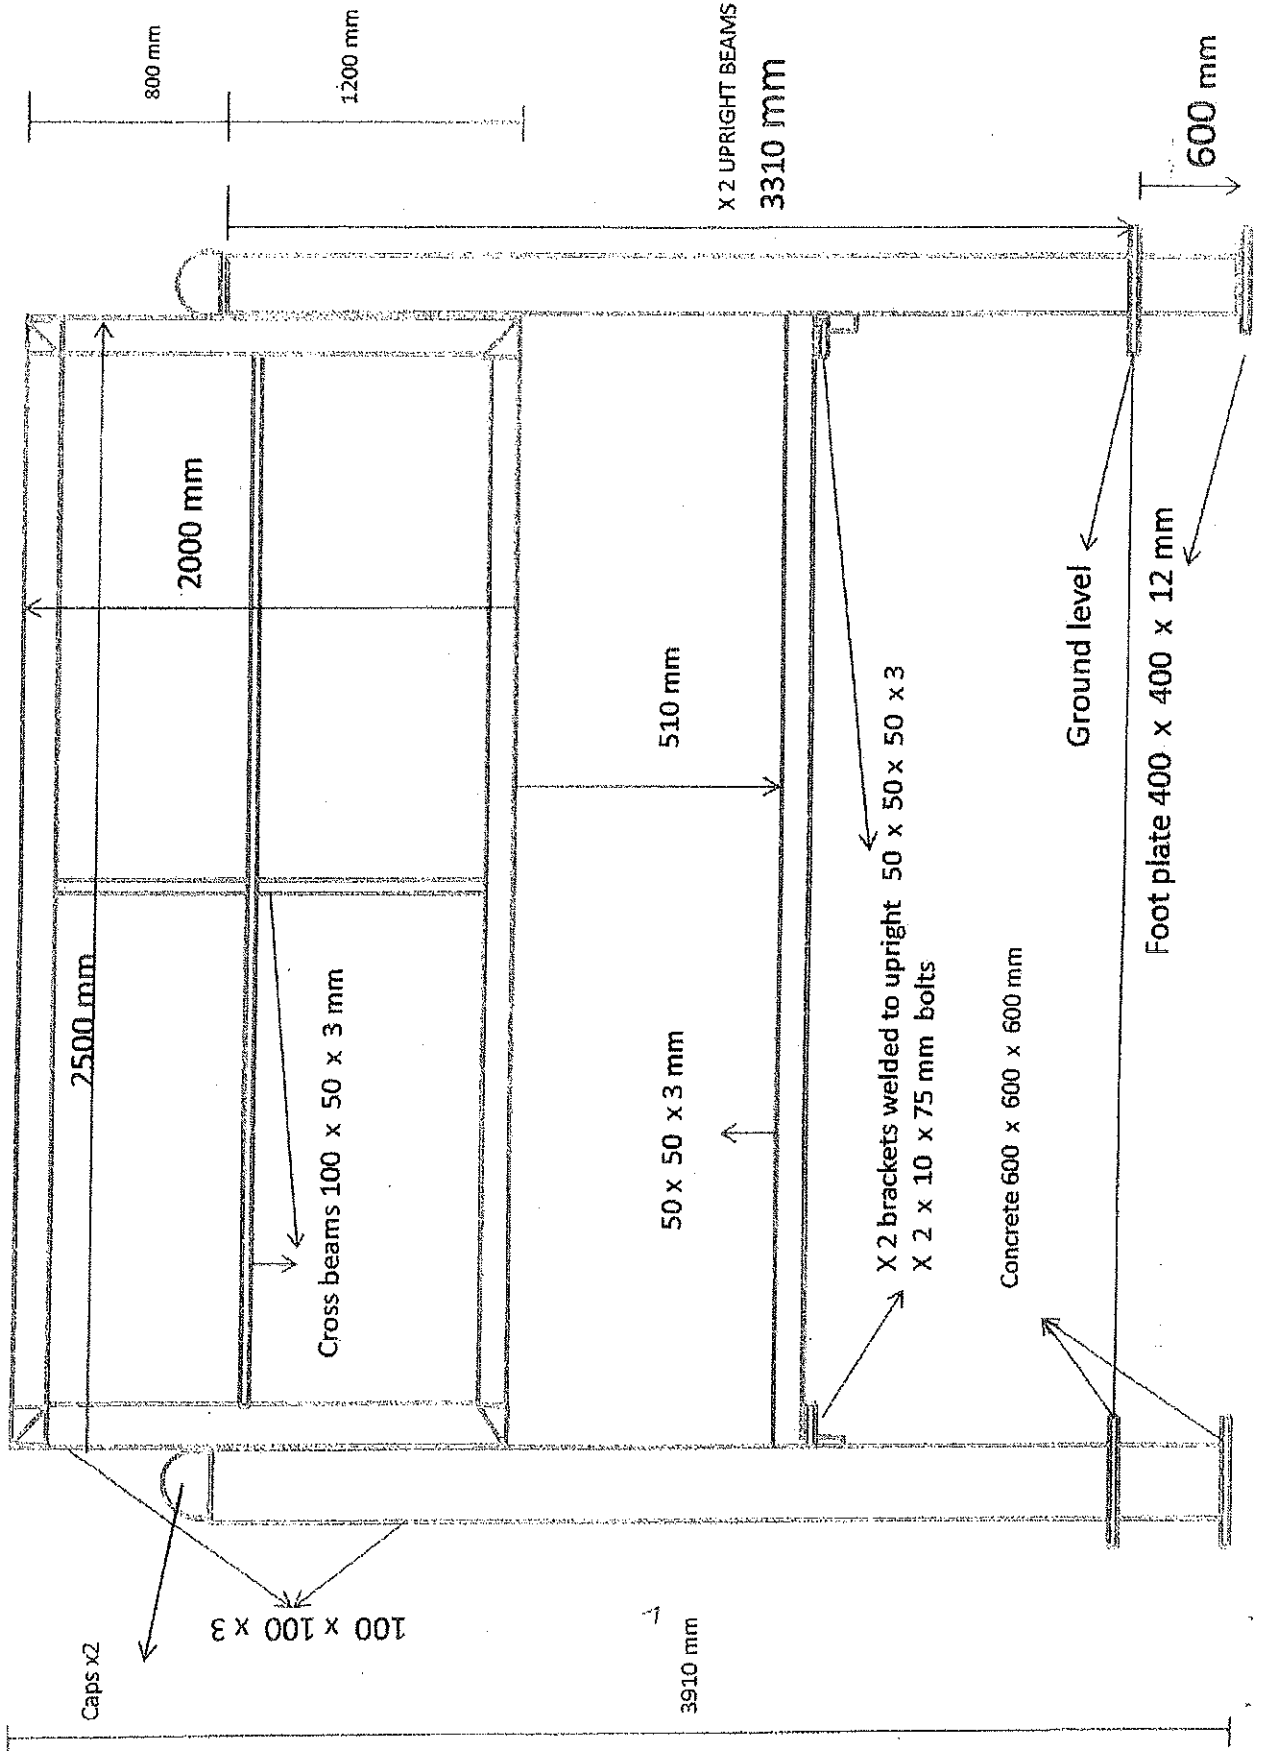 800 mm
1200 mm
X 2 UPRIGHT BEAMS
3310 mm
600 mm
2000 mm
2500 mm
Cross beams 100 x 50 x 3 mm
510 mm
50 x 50 x 3 mm
X 2 brackets welded to upright 50 x 50 x 50 x 3
X 2 x 10 x 75 mm bolts
Concrete 600 x 600 x 600 mm
Ground level
Foot plate 400 x 400 x 12 mm
Caps x2
100 x 100 x 3
3910 mm